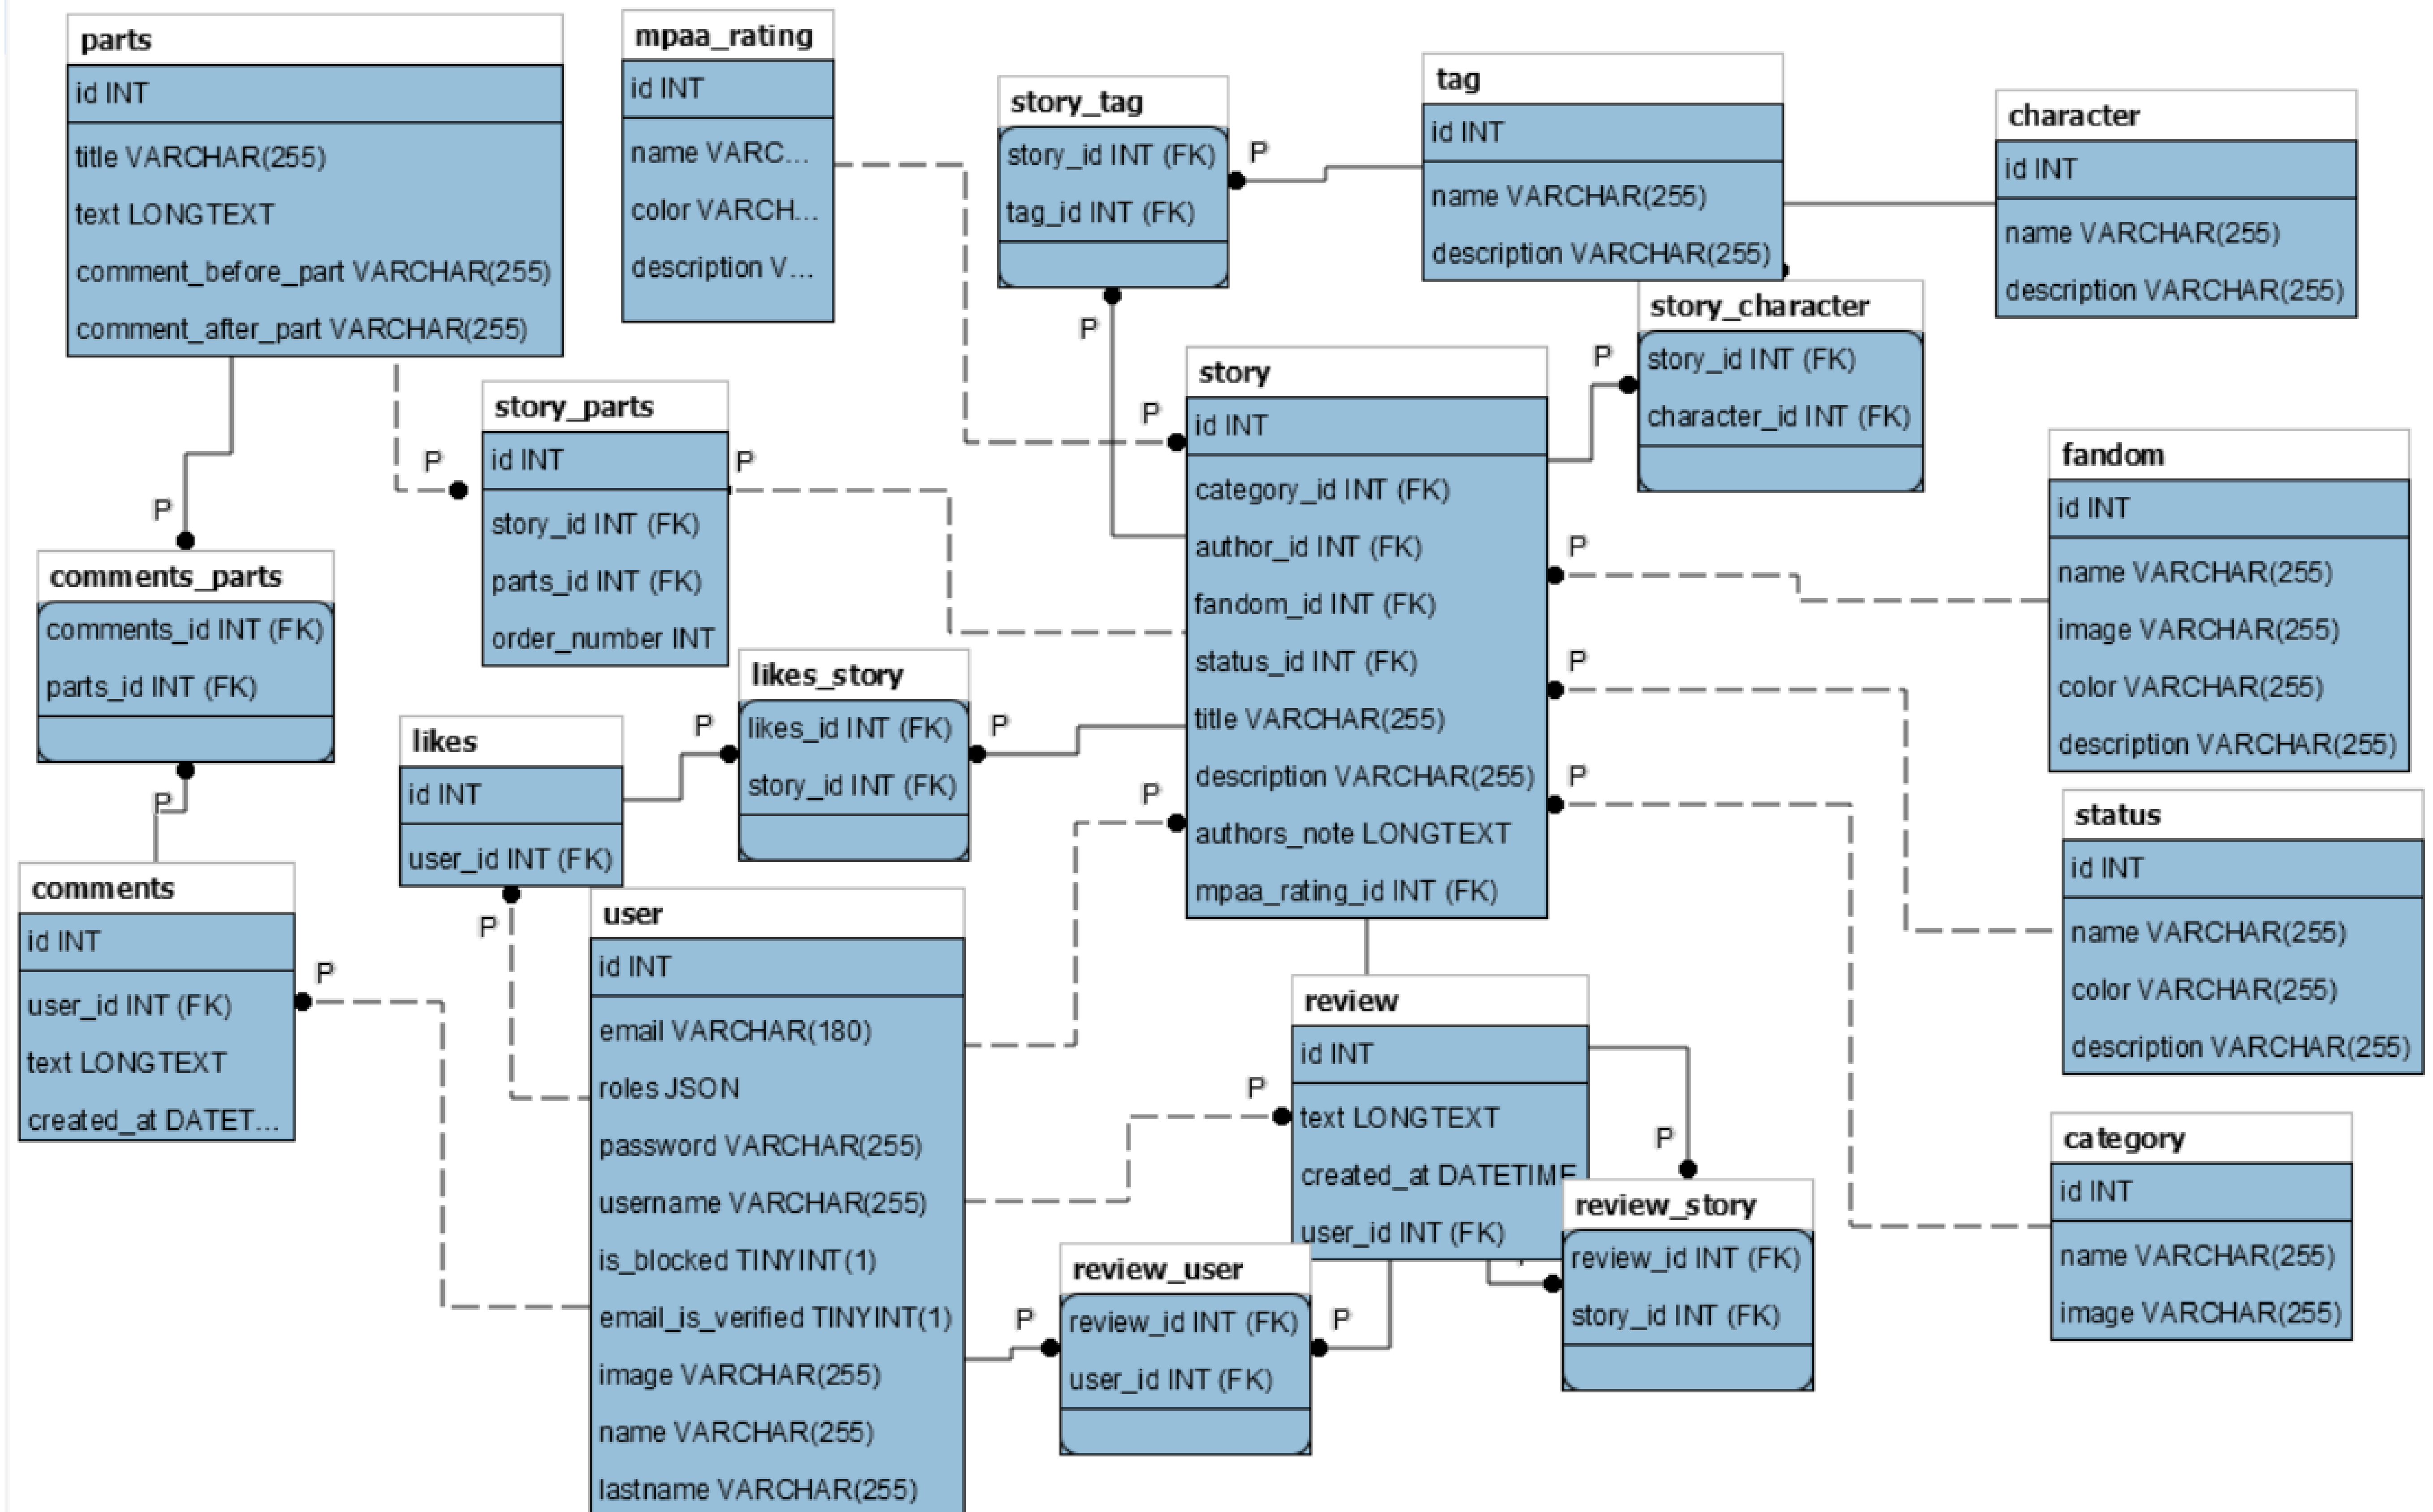 parts
id INT
title VARCHAR(255)
text LONGTEXT
comment_before_part VARCHAR(255)
comment_after_part VARCHAR(255)
mpaa_rating
id INT
name VARC...
color VARCH...
description V...
story_tag
story_id INT (FK)
tag_id INT (FK)
P
P
tag
id INT
name VARCHAR(255)
description VARCHAR(255)
character
id INT
name VARCHAR(255)
description VARCHAR(255)
story_character
story_id INT (FK)
character_id INT (FK)
P
story_parts
id INT
story_id INT (FK)
parts_id INT (FK)
order_number INT
P
P
story
id INT
category_id INT (FK)
author_id INT (FK)
fandom_id INT (FK)
status_id INT (FK)
title VARCHAR(255)
description VARCHAR(255)
authors_note LONGTEXT
mpaa_rating_id INT (FK)
P
P
P
P
P
fandom
id INT
name VARCHAR(255)
image VARCHAR(255)
color VARCHAR(255)
description VARCHAR(255)
P
comments_parts
comments_id INT (FK)
parts_id INT (FK)
P
likes_story
likes_id INT (FK)
story_id INT (FK)
P
P
likes
id INT
user_id INT (FK)
P
status
id INT
name VARCHAR(255)
color VARCHAR(255)
description VARCHAR(255)
comments
id INT
user_id INT (FK)
text LONGTEXT
created_at DATET...
P
user
id INT
email VARCHAR(180)
roles JSON
password VARCHAR(255)
username VARCHAR(255)
is_blocked TINYINT(1)
email_is_verified TINYINT(1)
image VARCHAR(255)
name VARCHAR(255)
lastname VARCHAR(255)
review
id INT
text LONGTEXT
created_at DATETIME
user_id INT (FK)
P
P
review_story
review_id INT (FK)
story_id INT (FK)
review_user
review_id INT (FK)
user_id INT (FK)
P
P
category
id INT
name VARCHAR(255)
image VARCHAR(255)